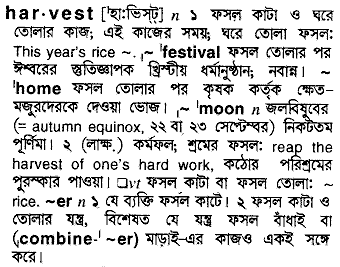 har·vest [ˈহা:ভিস্ট্] n ১ ফসল কাটা ও ঘরে
তোলার কাজ; এই কাজের সময়; ঘরে তোলা ফসল:
This year's rice ~. ~ ˈfestival ফসল তোলার পর
ঈশ্বরের স্তুতিজ্ঞাপক খ্রিস্টীয় ধর্মানুষ্ঠান; নবান্ন। ~
ˈhome ফসল তোলার পর কৃষক কর্তৃক ক্ষেত-
মজুরদেরকে দেওয়া ভোজ। ˌ~ ˈmoon n জলবিষুবের
(= autumn equinox, ২২ বা ২৩ সেপ্টেম্বর) নিকটতম
পূর্ণিমা। ২ (লাক্ষ.) কর্মফল; শ্রমের ফসল: reap the
harvest of one's hard work, কঠোর পরিশ্রমের
পুরস্কার পাওয়া। □vt ফসল কাটা বা ফসল তোলা: ~
rice. ~er n ১ যে ব্যক্তি ফসল কাটে। ২ ফসল কাটা ও
তোলার যন্ত্র, বিশেষত যে যন্ত্র ফসল বাঁধাই বা
(ˌcombine-ˈ ~er) মাড়াই-এর কাজও একই সঙ্গে
করে।